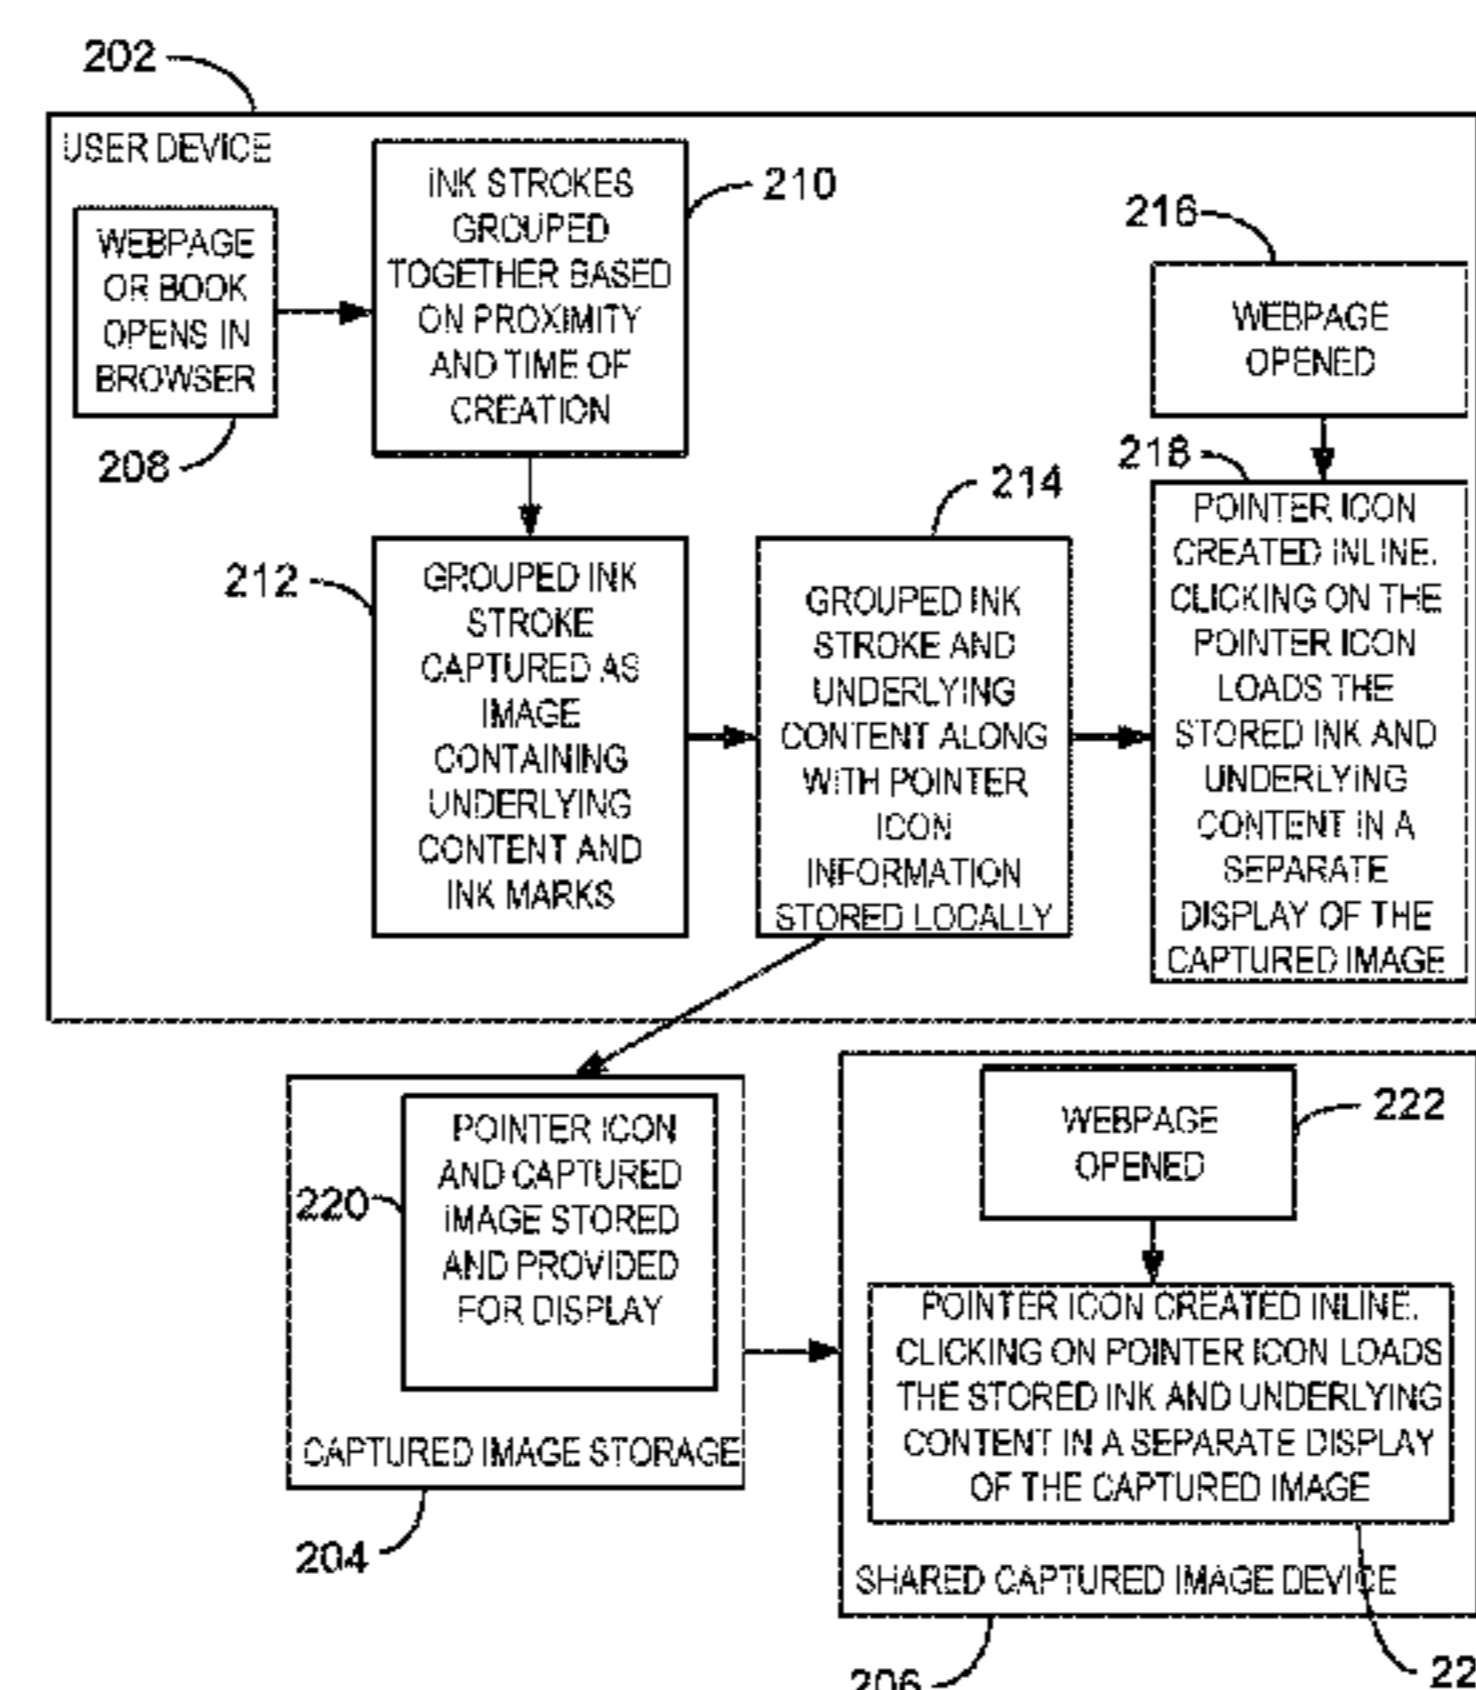 202
USER DEVICE
WEBPAGE
OR BOOK
OPENS IN
BROWSER
208
INK STROKES
GROUPED
TOGETHER BASED
ON PROXIMITY
AND TIME OF
CREATION
210
212
GROUPED INK
STROKE
CAPTURED AS
IMAGE
CONTAINING
UNDERLYING
CONTENT AND
INK MARKS
214
GROUPED INK
STROKE AND
UNDERLYING
CONTENT ALONG
WITH POINTER
ICON
INFORMATION
STORED LOCALLY
216
WEBPAGE
OPENED
218
POINTER ICON
CREATED INLINE.
CLICKING ON THE
POINTER ICON
LOADS THE
STORED INK AND
UNDERLYING
CONTENT IN A
SEPARATE
DISPLAY OF THE
CAPTURED IMAGE
220
POINTER ICON
AND CAPTURED
IMAGE STORED
AND PROVIDED
FOR DISPLAY
CAPTURED IMAGE STORAGE
204
WEBPAGE
OPENED
222
POINTER ICON CREATED INLINE.
CLICKING ON POINTER ICON LOADS
THE STORED INK AND UNDERLYING
CONTENT IN A SEPARATE DISPLAY
OF THE CAPTURED IMAGE
SHARED CAPTURED IMAGE DEVICE
206